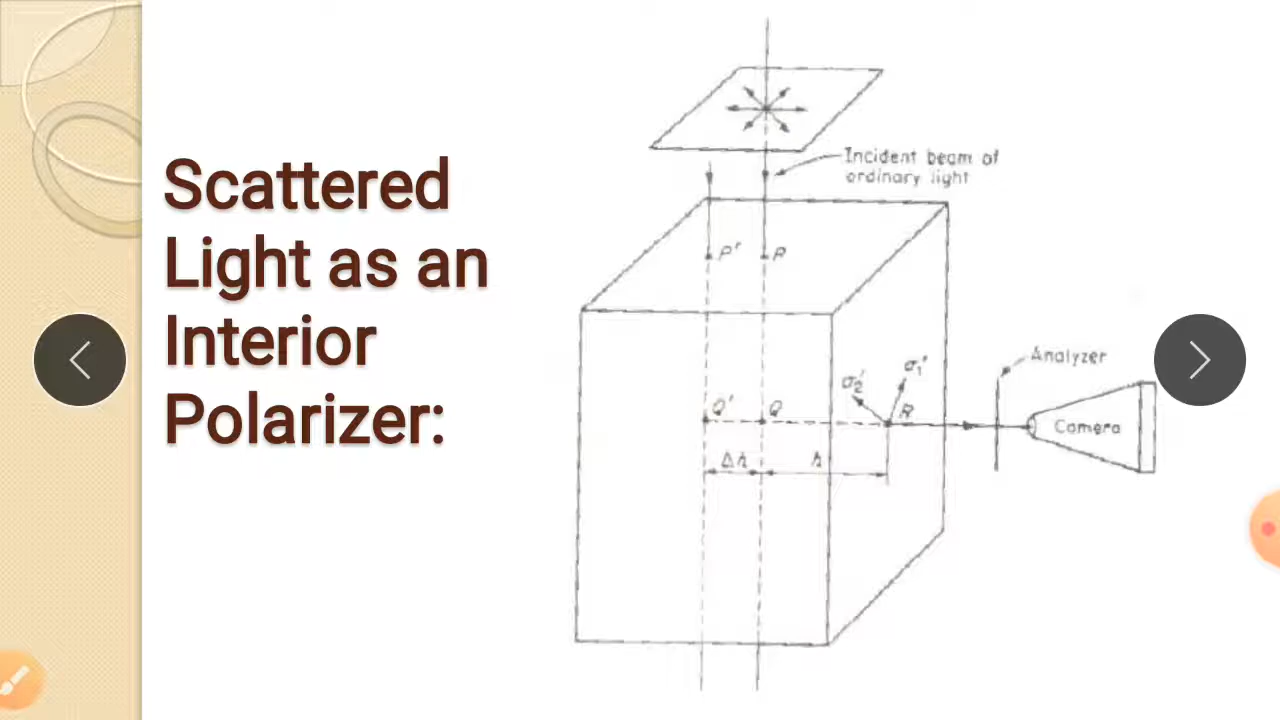 Scattered
Light as an
Interior
Polarizer:
Incident beam of
ordinary light
P' P
Analyzer
σ₁'
σ₂'
Q' Q R
Camera
Δh h